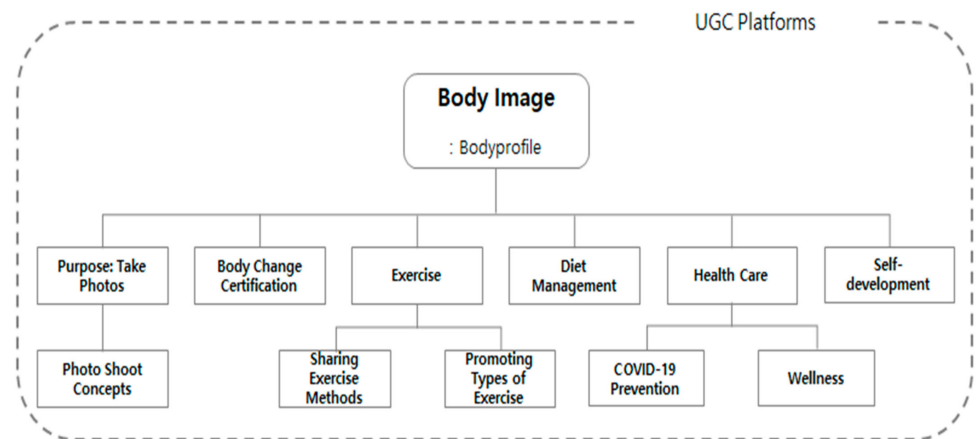 UGC Platforms
Body Image
: Bodyprofile
Purpose: Take
Photos
Body Change
Certification
Exercise
Diet
Management
Health Care
Self-
development
Photo Shoot
Concepts
Sharing
Exercise
Methods
Promoting
Types of
Exercise
COVID-19
Prevention
Wellness